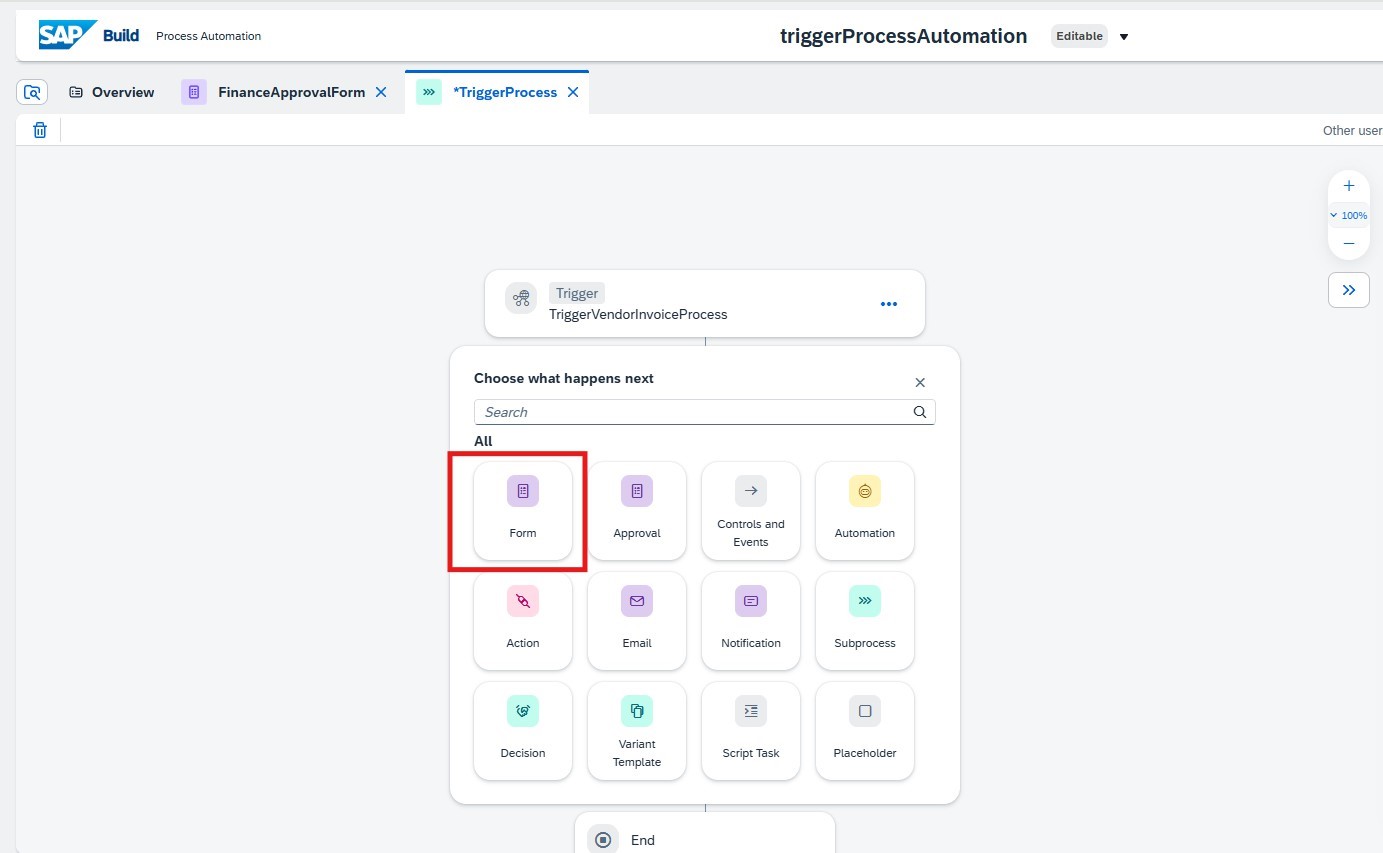 SAP Build Process Automation
triggerProcessAutomation Editable
Overview FinanceApprovalForm *TriggerProcess
Other user
100%
Trigger
TriggerVendorInvoiceProcess
Choose what happens next
Search
All
Form
Approval
Controls and
Events
Automation
Action
Email
Notification
Subprocess
Decision
Variant
Template
Script Task
Placeholder
End